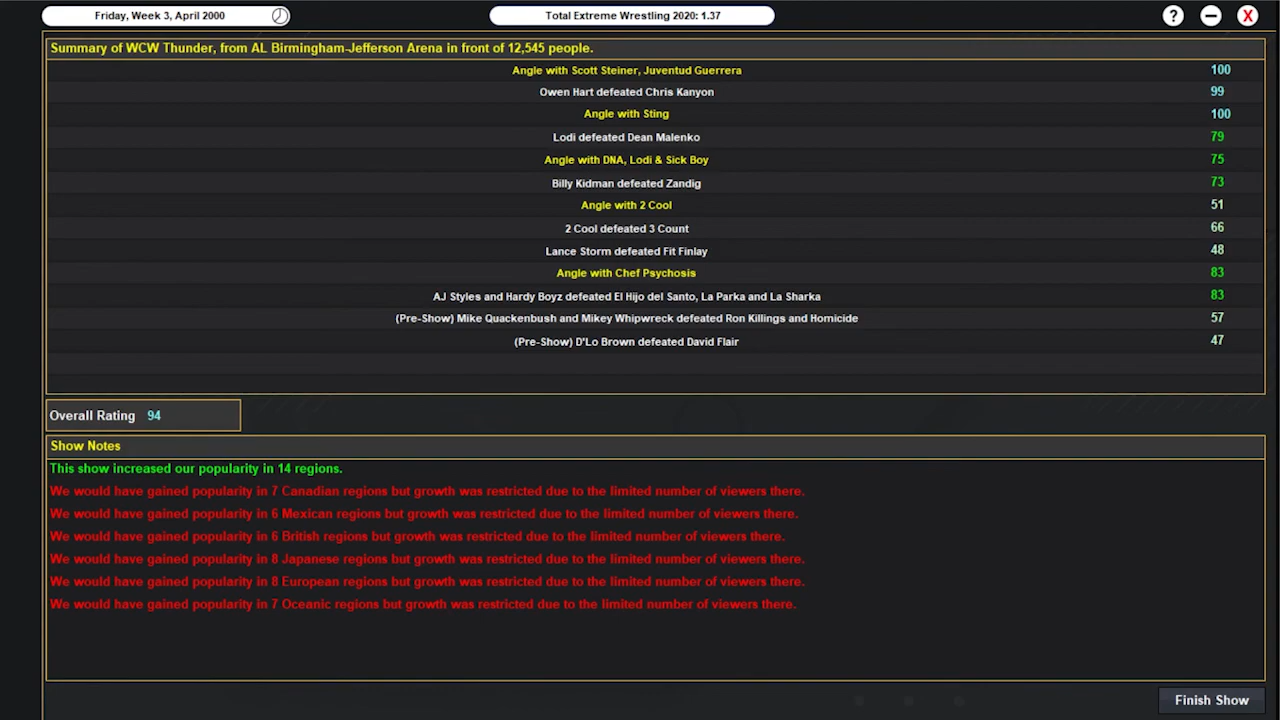 Friday, Week 3, April 2000
Total Extreme Wrestling 2020: 1.37
? X
Summary of WCW Thunder, from AL Birmingham-Jefferson Arena in front of 12,545 people.
Angle with Scott Steiner, Juventud Guerrera 100
Owen Hart defeated Chris Kanyon 99
Angle with Sting 100
Lodi defeated Dean Malenko 79
Angle with DNA, Lodi & Sick Boy 75
Billy Kidman defeated Zandig 73
Angle with 2 Cool 51
2 Cool defeated 3 Count 66
Lance Storm defeated Fit Finlay 48
Angle with Chef Psychosis 83
AJ Styles and Hardy Boyz defeated El Hijo del Santo, La Parka and La Sharka 83
(Pre-Show) Mike Quackenbush and Mikey Whipwreck defeated Ron Killings and Homicide 57
(Pre-Show) D'Lo Brown defeated David Flair 47
Overall Rating 94
Show Notes
This show increased our popularity in 14 regions.
We would have gained popularity in 7 Canadian regions but growth was restricted due to the limited number of viewers there.
We would have gained popularity in 6 Mexican regions but growth was restricted due to the limited number of viewers there.
We would have gained popularity in 6 British regions but growth was restricted due to the limited number of viewers there.
We would have gained popularity in 8 Japanese regions but growth was restricted due to the limited number of viewers there.
We would have gained popularity in 8 European regions but growth was restricted due to the limited number of viewers there.
We would have gained popularity in 7 Oceanic regions but growth was restricted due to the limited number of viewers there.
Finish Show